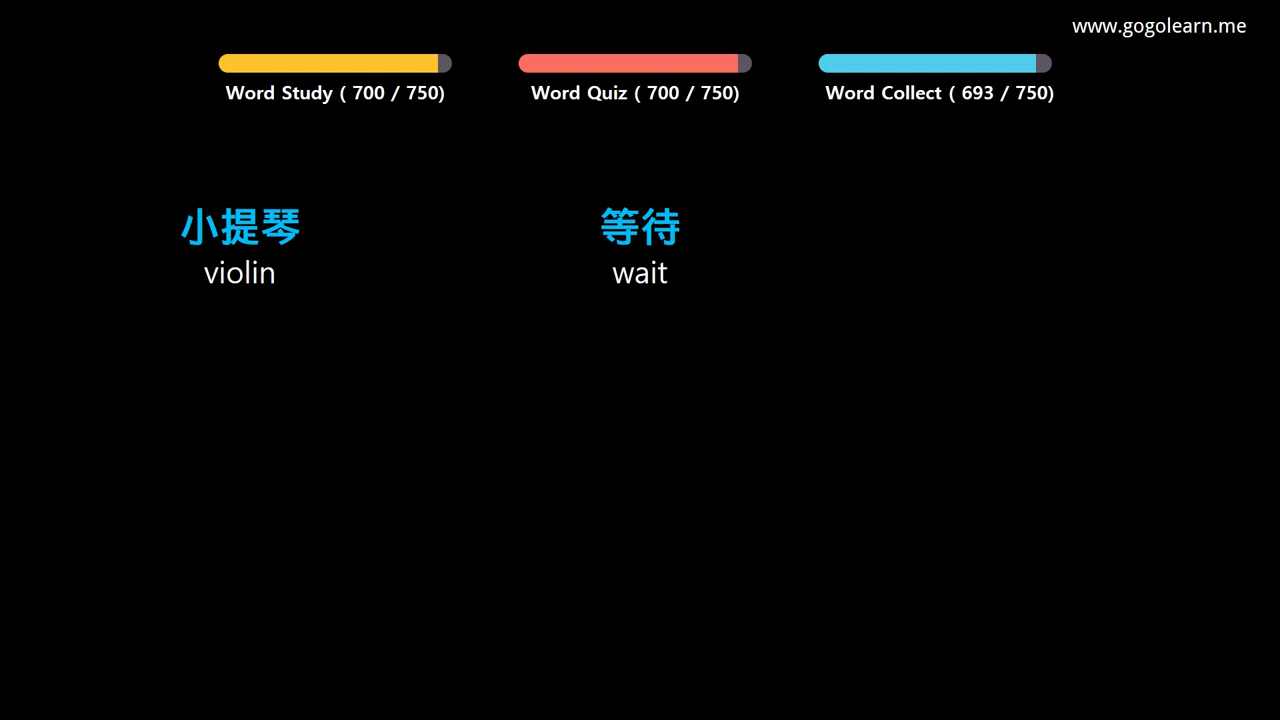 www.gogolearn.me
Word Study ( 700 / 750)
Word Quiz ( 700 / 750)
Word Collect ( 693 / 750)
小提琴
violin
等待
wait